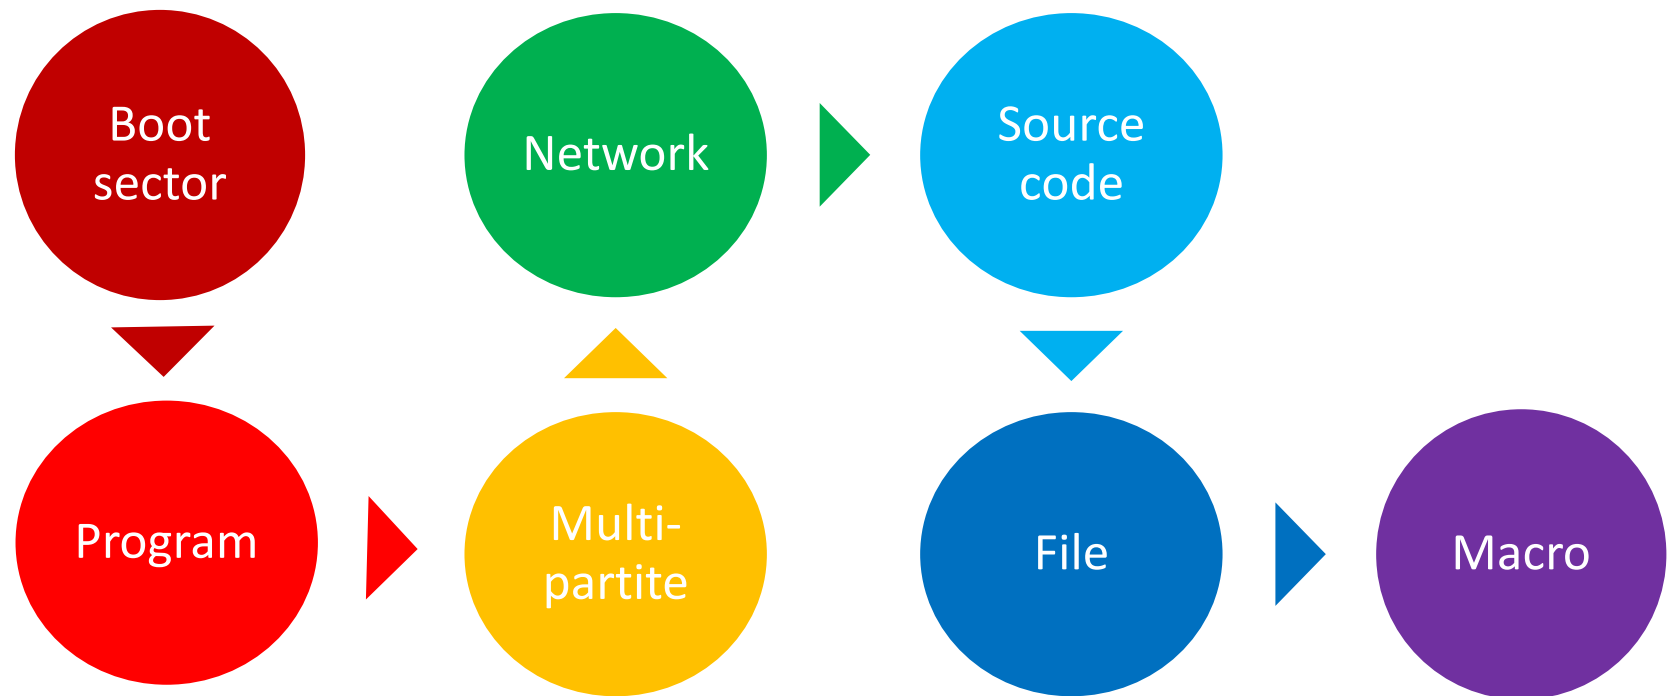 Boot
sector
Program
Multi-
partite
Network
Source
code
File
Macro